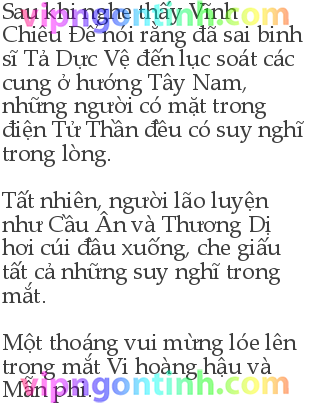 Sau khi nghe thấy Vĩnh
Chiêu Đế nói rằng đã sai binh
sĩ Tả Dực Vệ đến lục soát các
cung ở hướng Tây Nam,
những người có mặt trong
điện Tử Thần đều có suy nghĩ
trong lòng.

Tất nhiên, người lão luyện
như Cầu Ân và Thương Dị
hơi cúi đầu xuống, che giấu
tất cả những suy nghĩ trong
mắt.

Một thoáng vui mừng lóe lên
trong mắt Vi hoàng hậu và
Mẫn phi.
vipngontinh.com
vipngontinh.com
vipngontinh.com